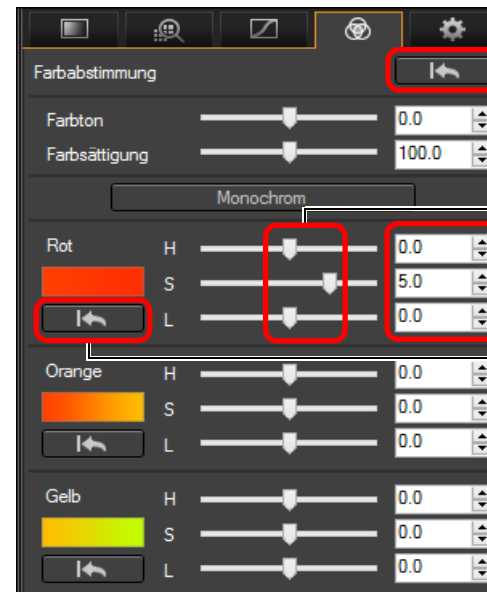 Farbabstimmung
Farbton 0.0
Farbsättigung 100.0
Monochrom
Rot H 0.0
S 5.0
L 0.0
Orange H 0.0
S 0.0
L 0.0
Gelb H 0.0
S 0.0
L 0.0